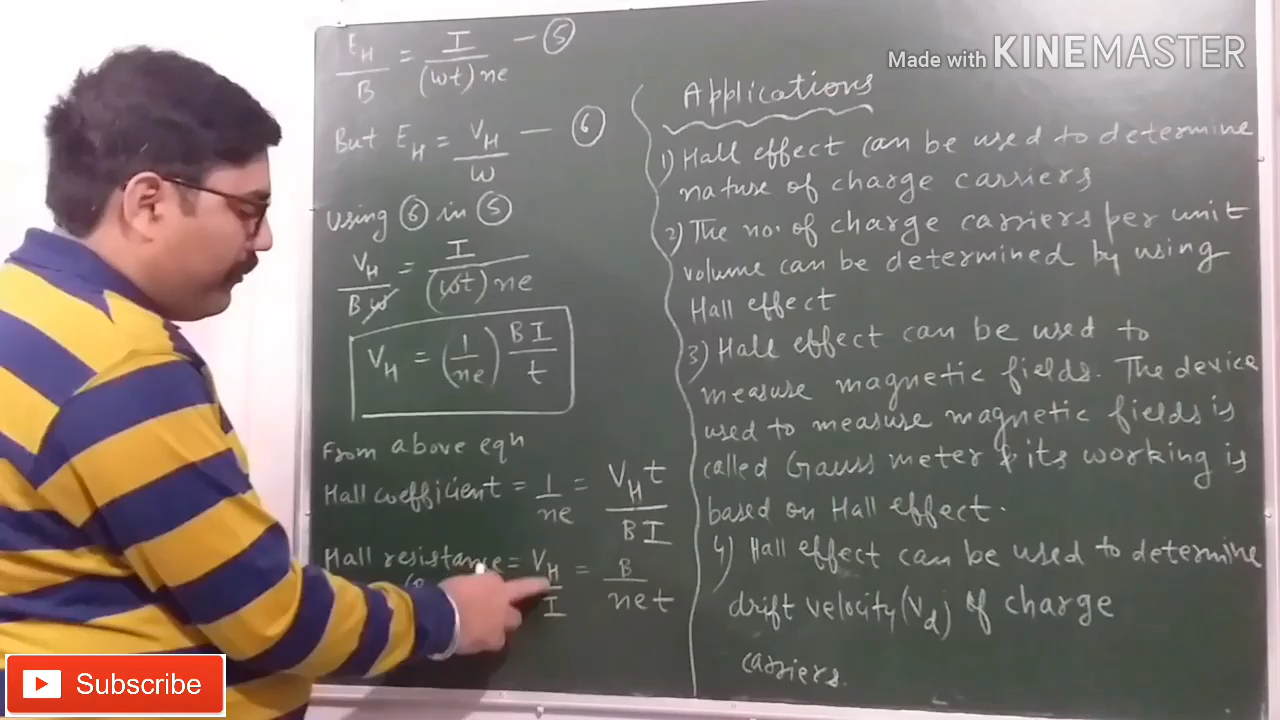 E_H / B = I / (wt) ne — ⑤
But E_H = V_H / w — ⑥
Using ⑥ in ⑤
V_H / B w = I / (wt) ne
V_H = (1/ne) BI / t
From above eqn
Hall coefficient = 1/ne = V_H t / BI
Hall resistance = V_H / I = B / net
Made with KINEMASTER
Applications
1) Hall effect can be used to determine
nature of charge carriers
2) The no. of charge carriers per unit
volume can be determined by using
Hall effect
3) Hall effect can be used to
measure magnetic fields. The device
used to measure magnetic fields is
called Gauss meter & its working is
based on Hall effect.
4) Hall effect can be used to determine
drift velocity (V_d) of charge
carriers.
Subscribe